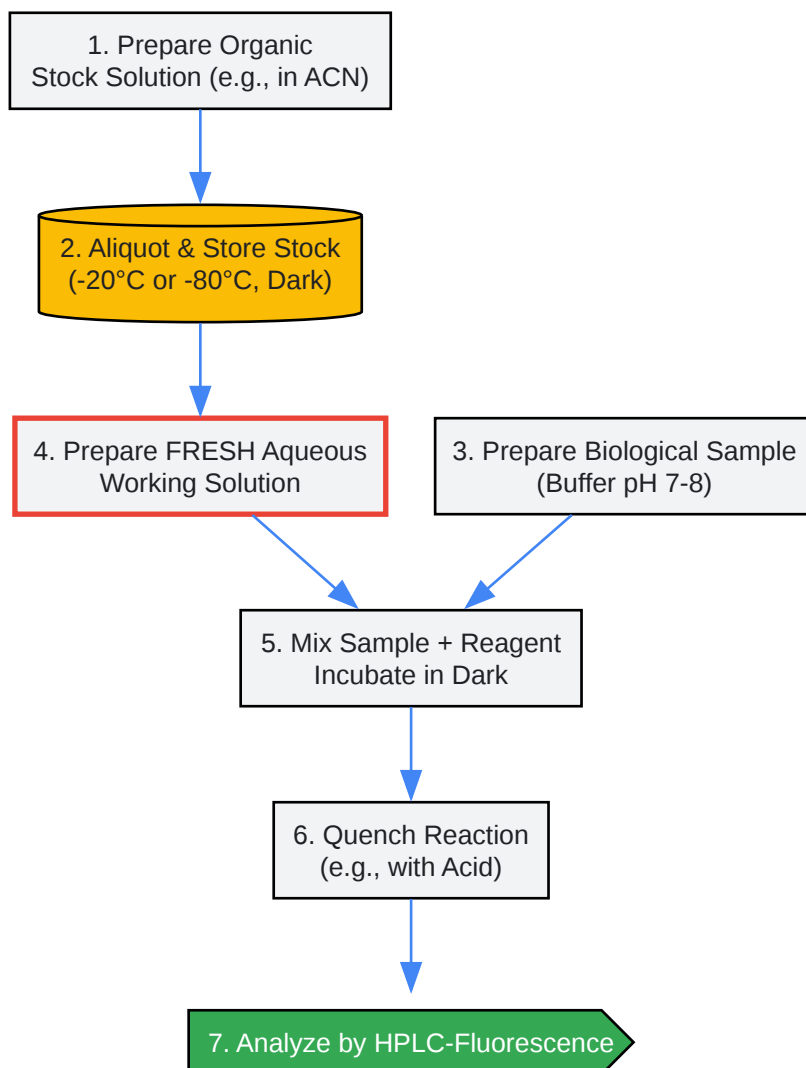 1. Prepare Organic
Stock Solution (e.g., in ACN)
2. Aliquot & Store Stock
(-20°C or -80°C, Dark)
4. Prepare FRESH Aqueous
Working Solution
3. Prepare Biological Sample
(Buffer pH 7-8)
5. Mix Sample + Reagent
Incubate in Dark
6. Quench Reaction
(e.g., with Acid)
7. Analyze by HPLC-Fluorescence